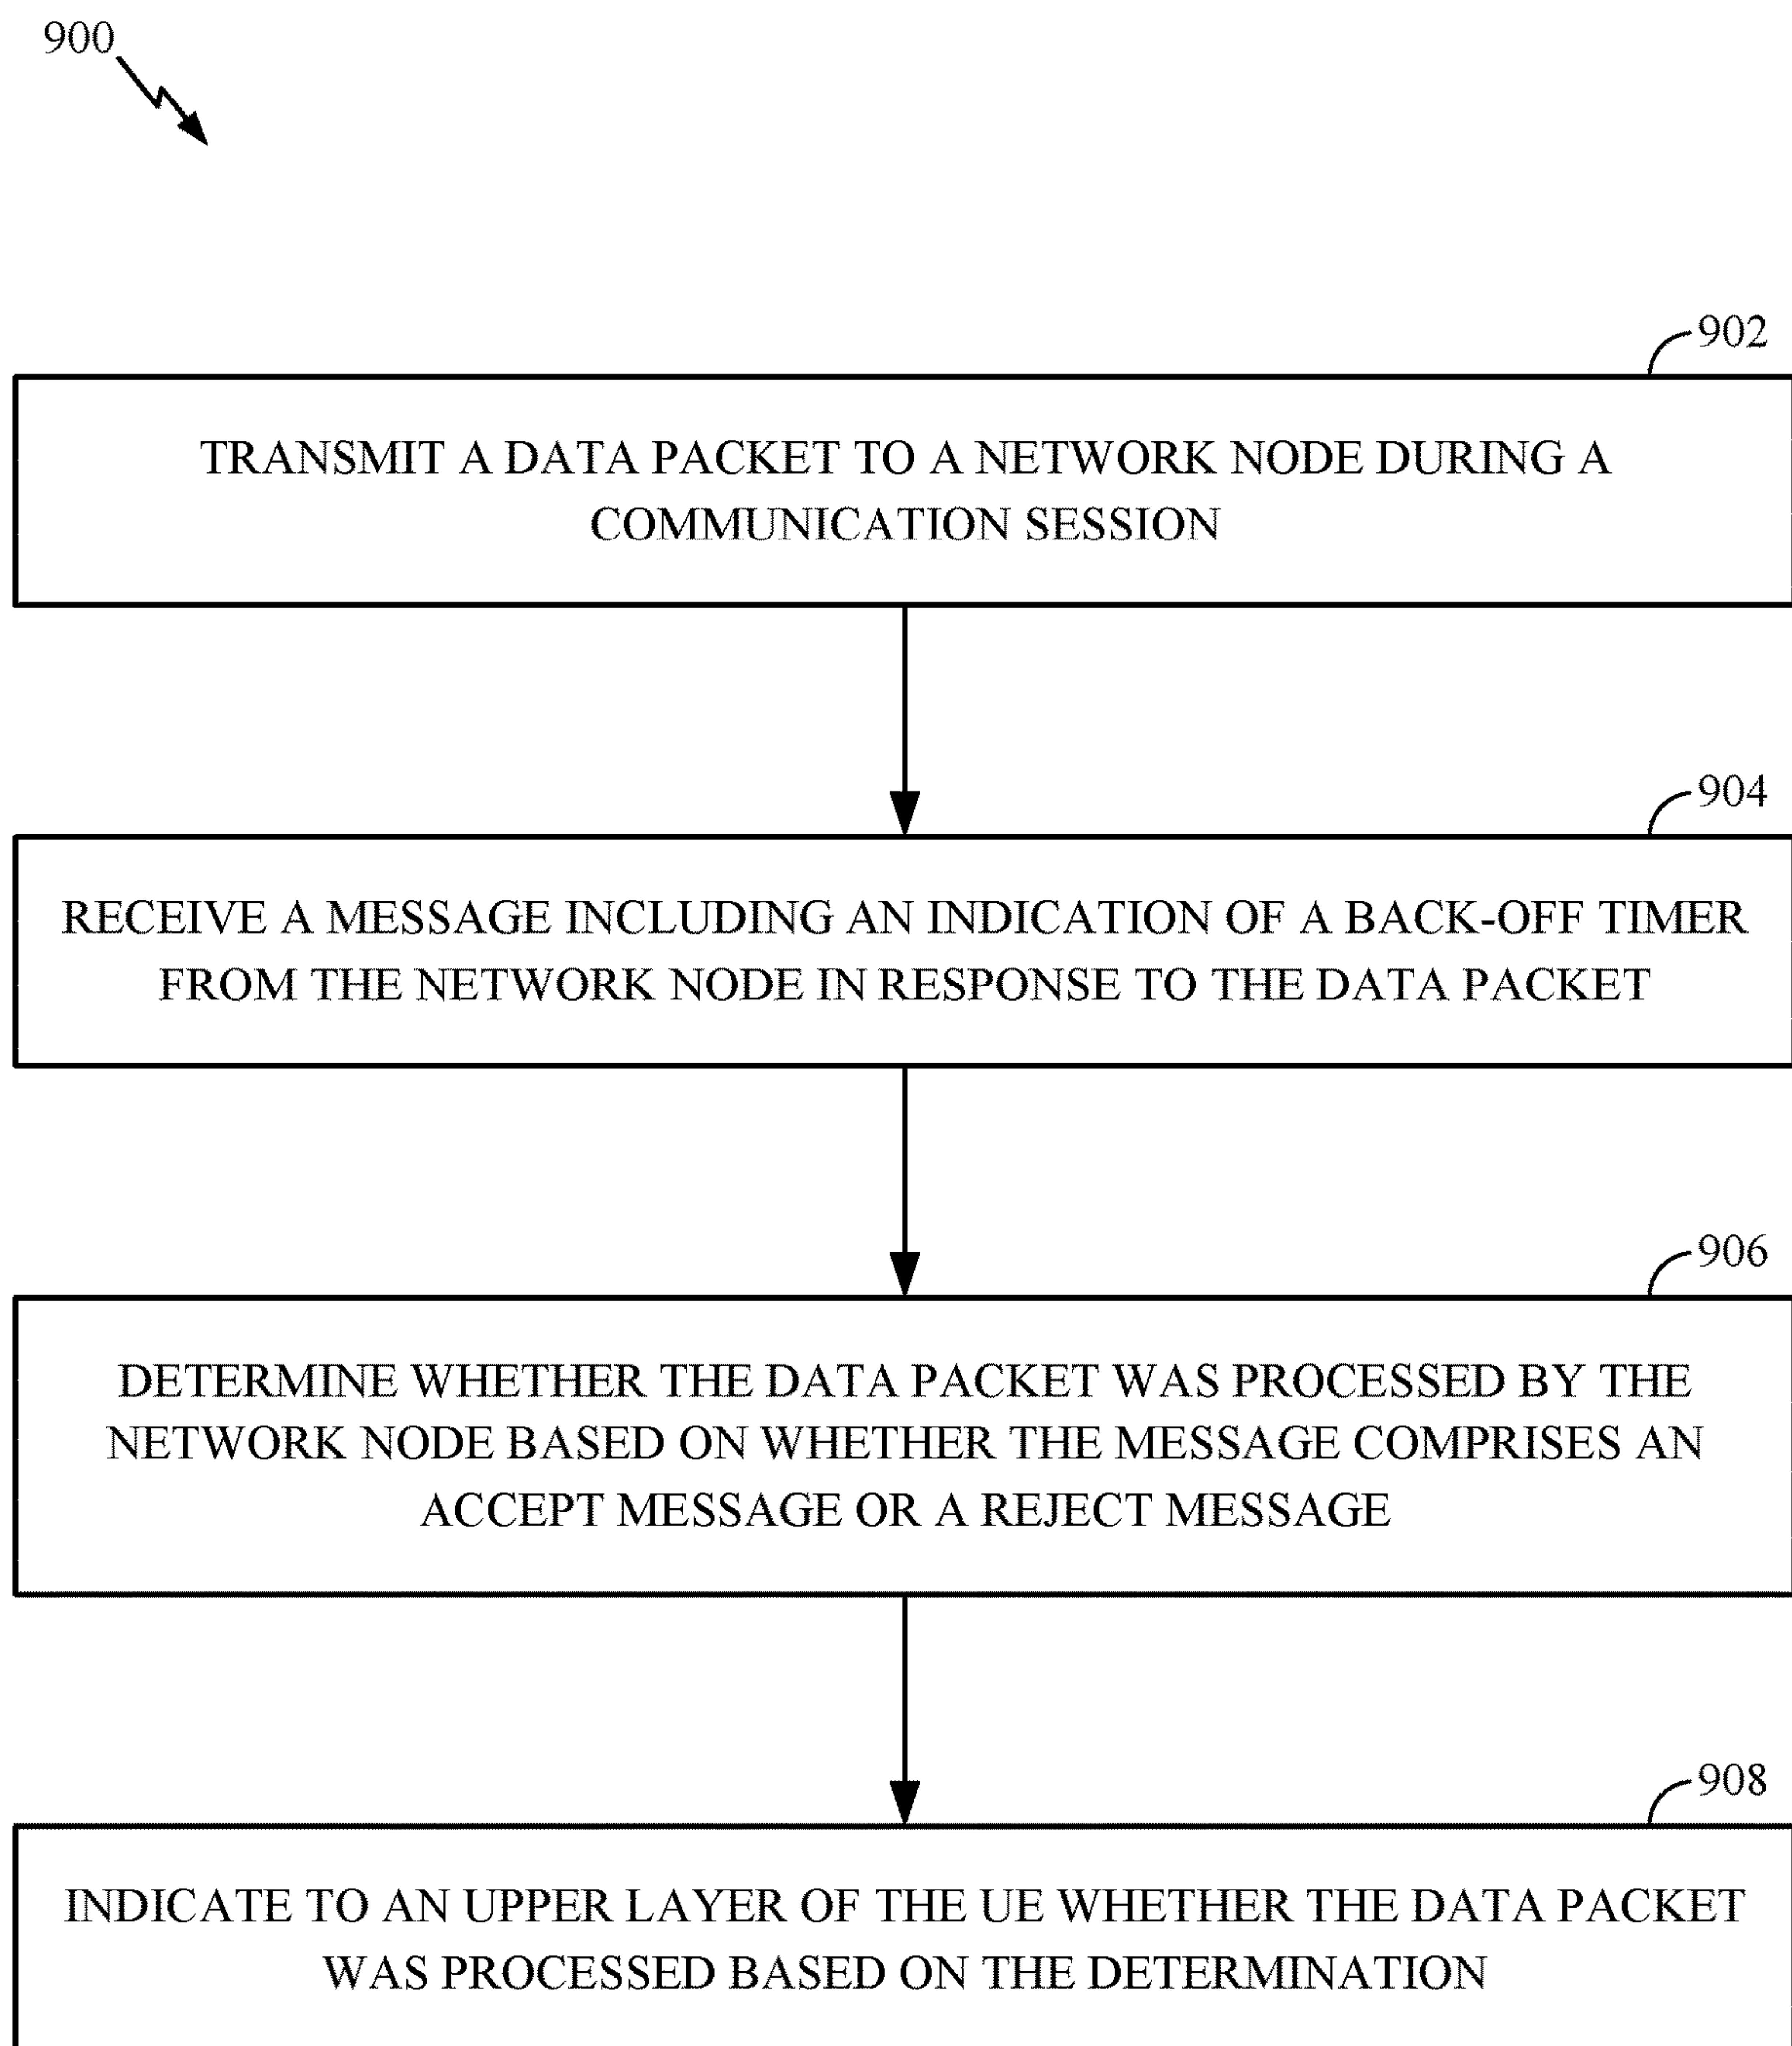 900
902
TRANSMIT A DATA PACKET TO A NETWORK NODE DURING A
COMMUNICATION SESSION
904
RECEIVE A MESSAGE INCLUDING AN INDICATION OF A BACK-OFF TIMER
FROM THE NETWORK NODE IN RESPONSE TO THE DATA PACKET
906
DETERMINE WHETHER THE DATA PACKET WAS PROCESSED BY THE
NETWORK NODE BASED ON WHETHER THE MESSAGE COMPRISES AN
ACCEPT MESSAGE OR A REJECT MESSAGE
908
INDICATE TO AN UPPER LAYER OF THE UE WHETHER THE DATA PACKET
WAS PROCESSED BASED ON THE DETERMINATION